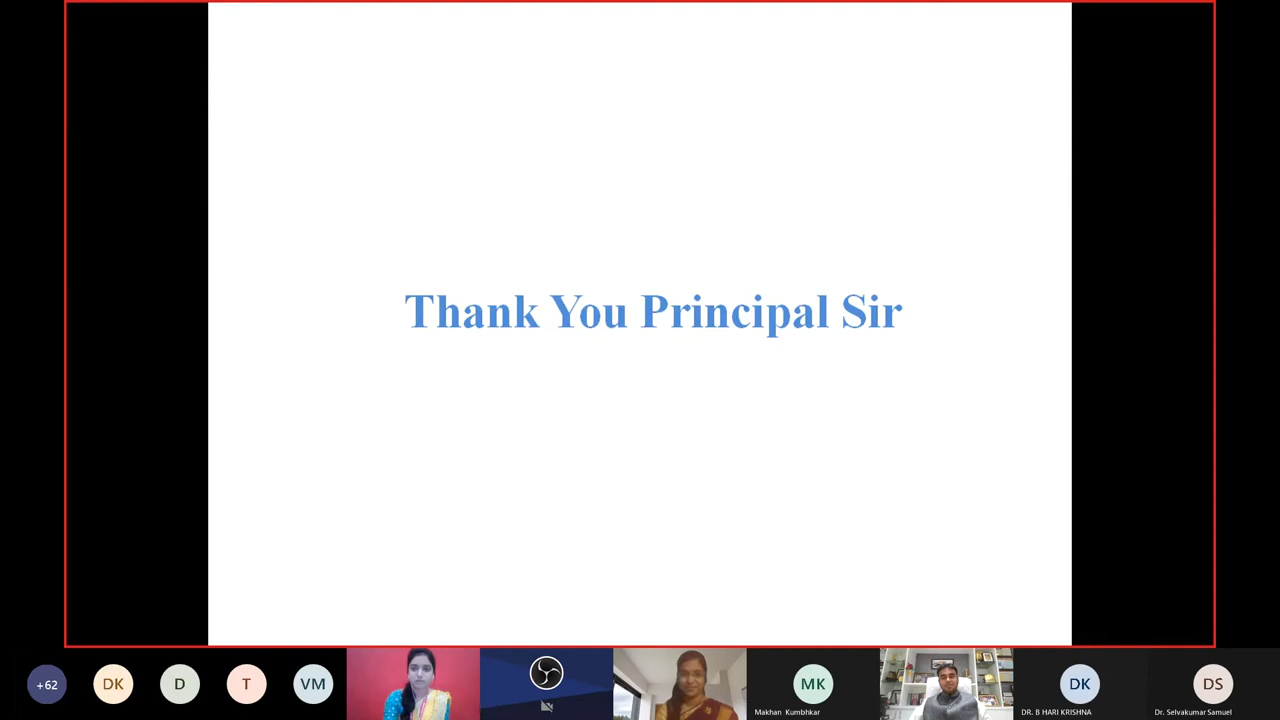 Thank You Principal Sir
+62
DK
D
T
VM
MK
Makhan Kumbhkar
DK
DR. B HARI KRISHNA
DS
Dr. Selvakumar Samuel